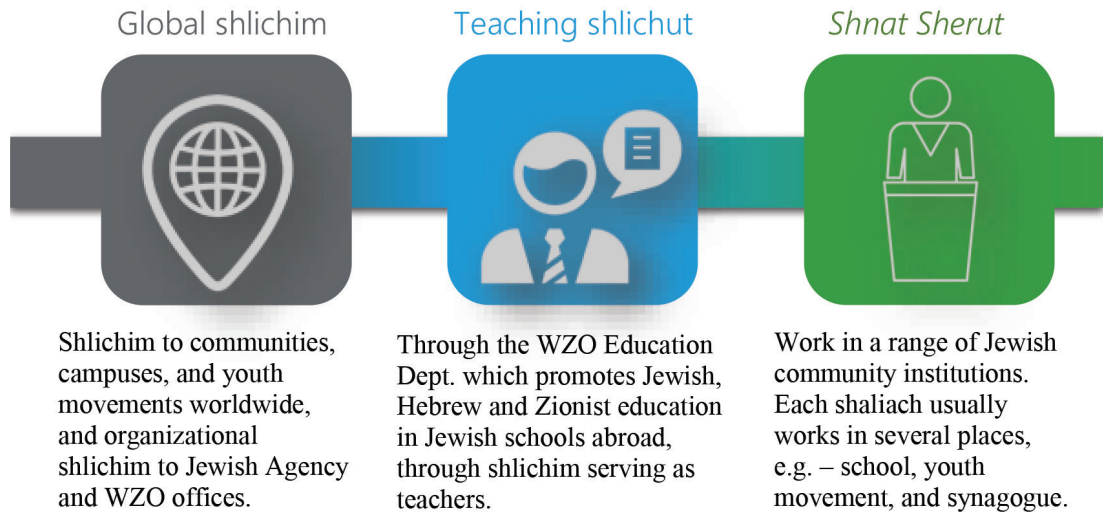 Global shlichim
Teaching shlichut
Shnat Sherut
Shlichim to communities,
campuses, and youth
movements worldwide,
and organizational
shlichim to Jewish Agency
and WZO offices.
Through the WZO Education
Dept. which promotes Jewish,
Hebrew and Zionist education
in Jewish schools abroad,
through shlichim serving as
teachers.
Work in a range of Jewish
community institutions.
Each shaliach usually
works in several places,
e.g. – school, youth
movement, and synagogue.